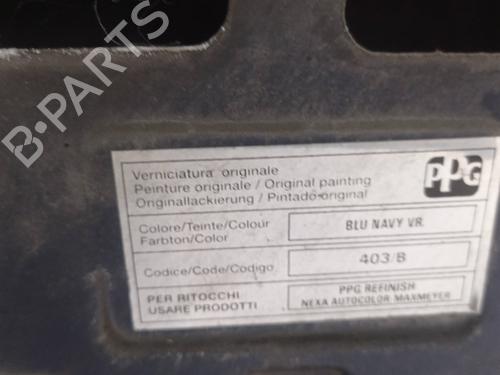 B-PARTS
Verniciatura originale
Peinture originale / Original painting
Originallackierung / Pintado original
PPG
Colore/Teinte/Colour
Farbton/Color
BLU NAVY VR.
Codice/Code/Codigo
403/B
PER RITOCCHI
USARE PRODOTTI
PPG REFINISH
NEXA AUTOCOLOR MAXMEYER